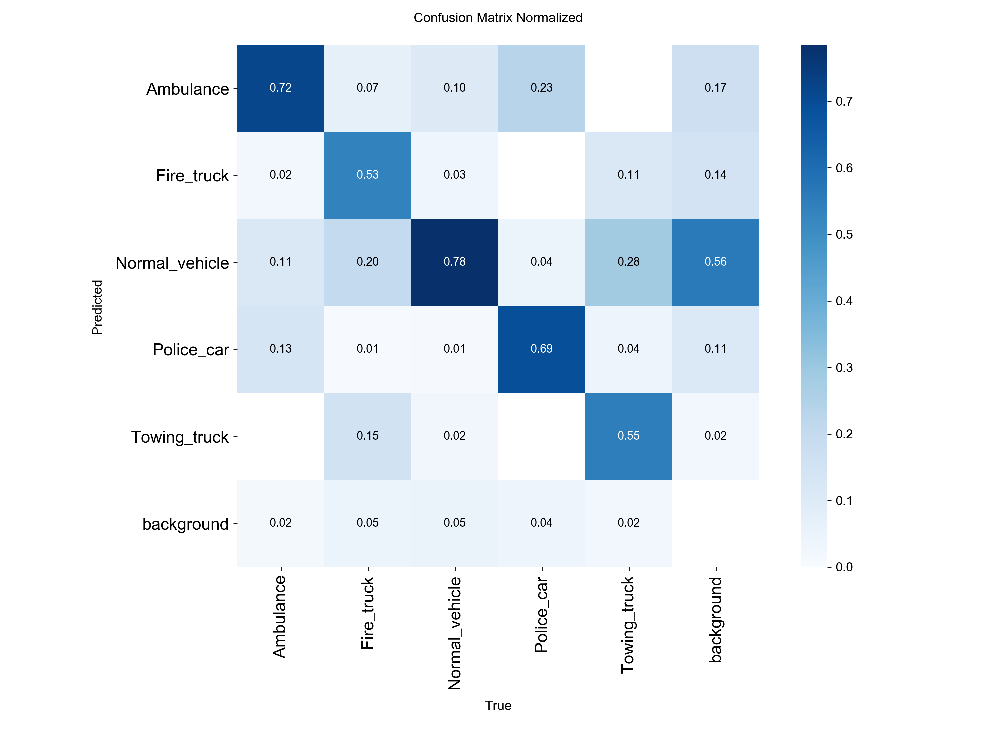 Confusion Matrix Normalized
Predicted
Ambulance 0.72 0.07 0.10 0.23 0.17
Fire_truck 0.02 0.53 0.03 0.11 0.14
Normal_vehicle 0.11 0.20 0.78 0.04 0.28 0.56
Police_car 0.13 0.01 0.01 0.69 0.04 0.11
Towing_truck 0.15 0.02 0.55 0.02
background 0.02 0.05 0.05 0.04 0.02
Ambulance
Fire_truck
Normal_vehicle
Police_car
Towing_truck
background
True
0.7
0.6
0.5
0.4
0.3
0.2
0.1
0.0